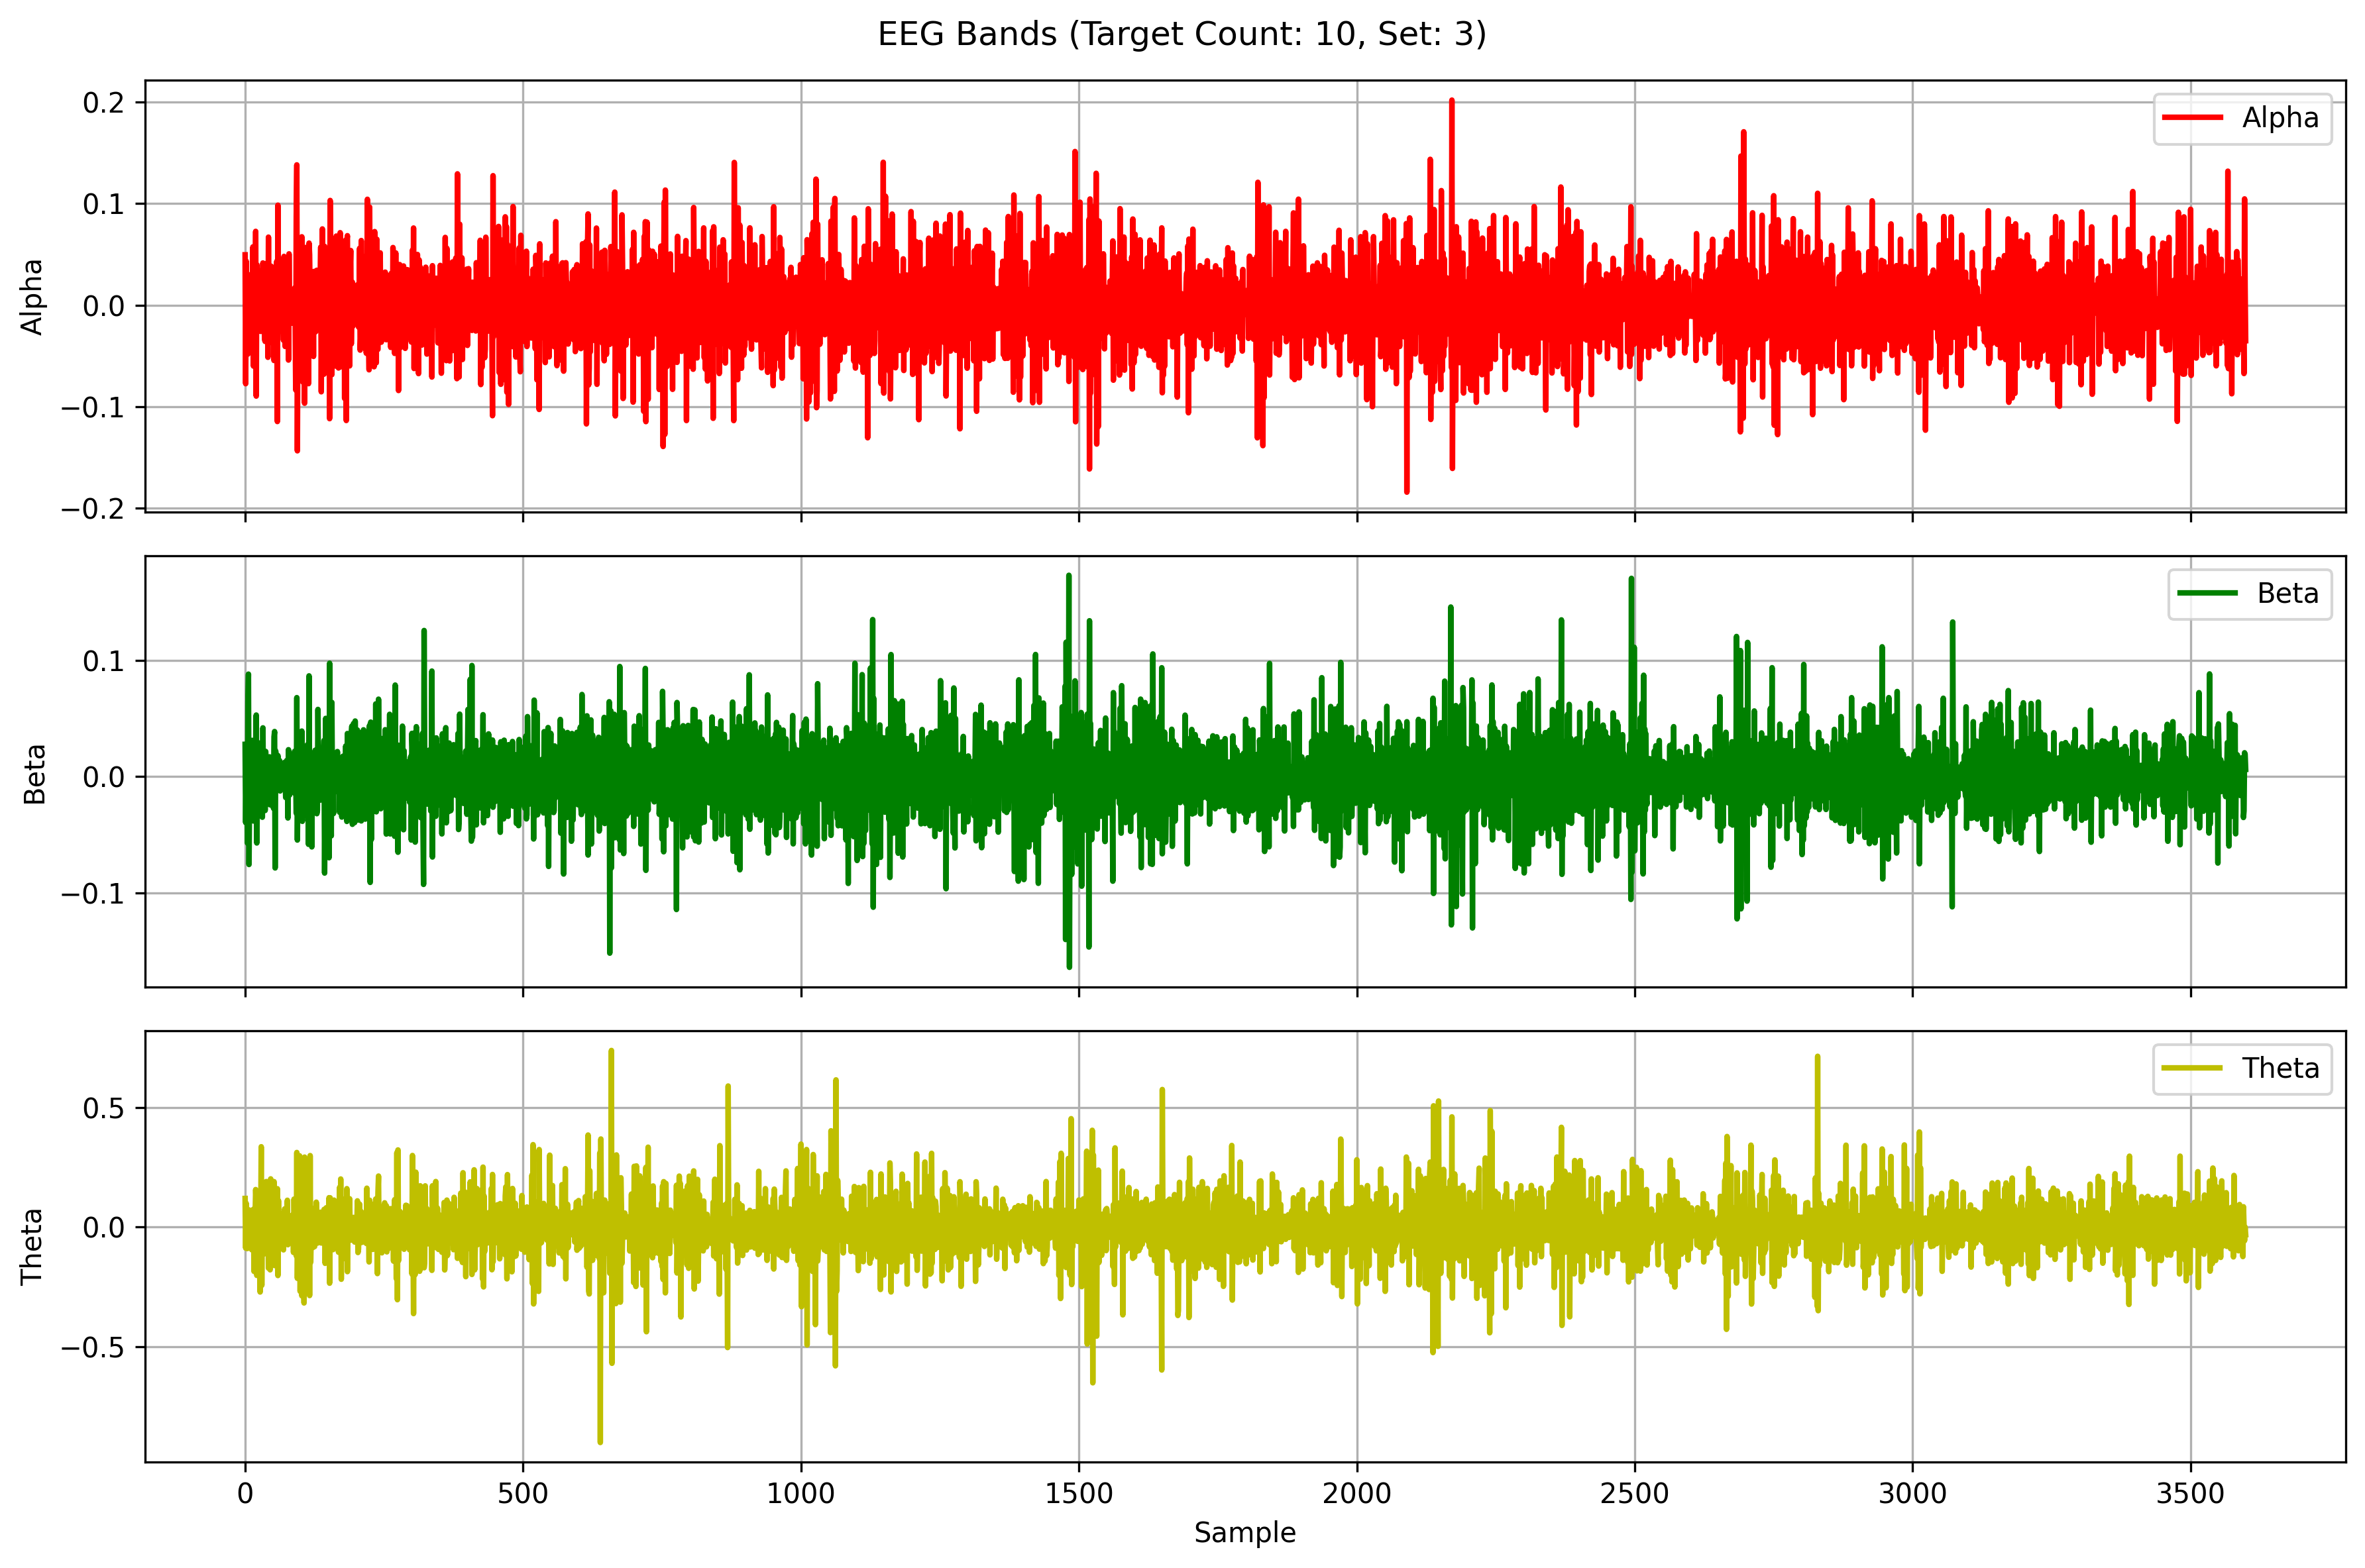 EEG Bands (Target Count: 10, Set: 3)
0.2
0.1
0.0
−0.1
−0.2
Alpha
Alpha
0.1
0.0
−0.1
Beta
Beta
0.5
0.0
−0.5
Theta
Theta
0 500 1000 1500 2000 2500 3000 3500
Sample